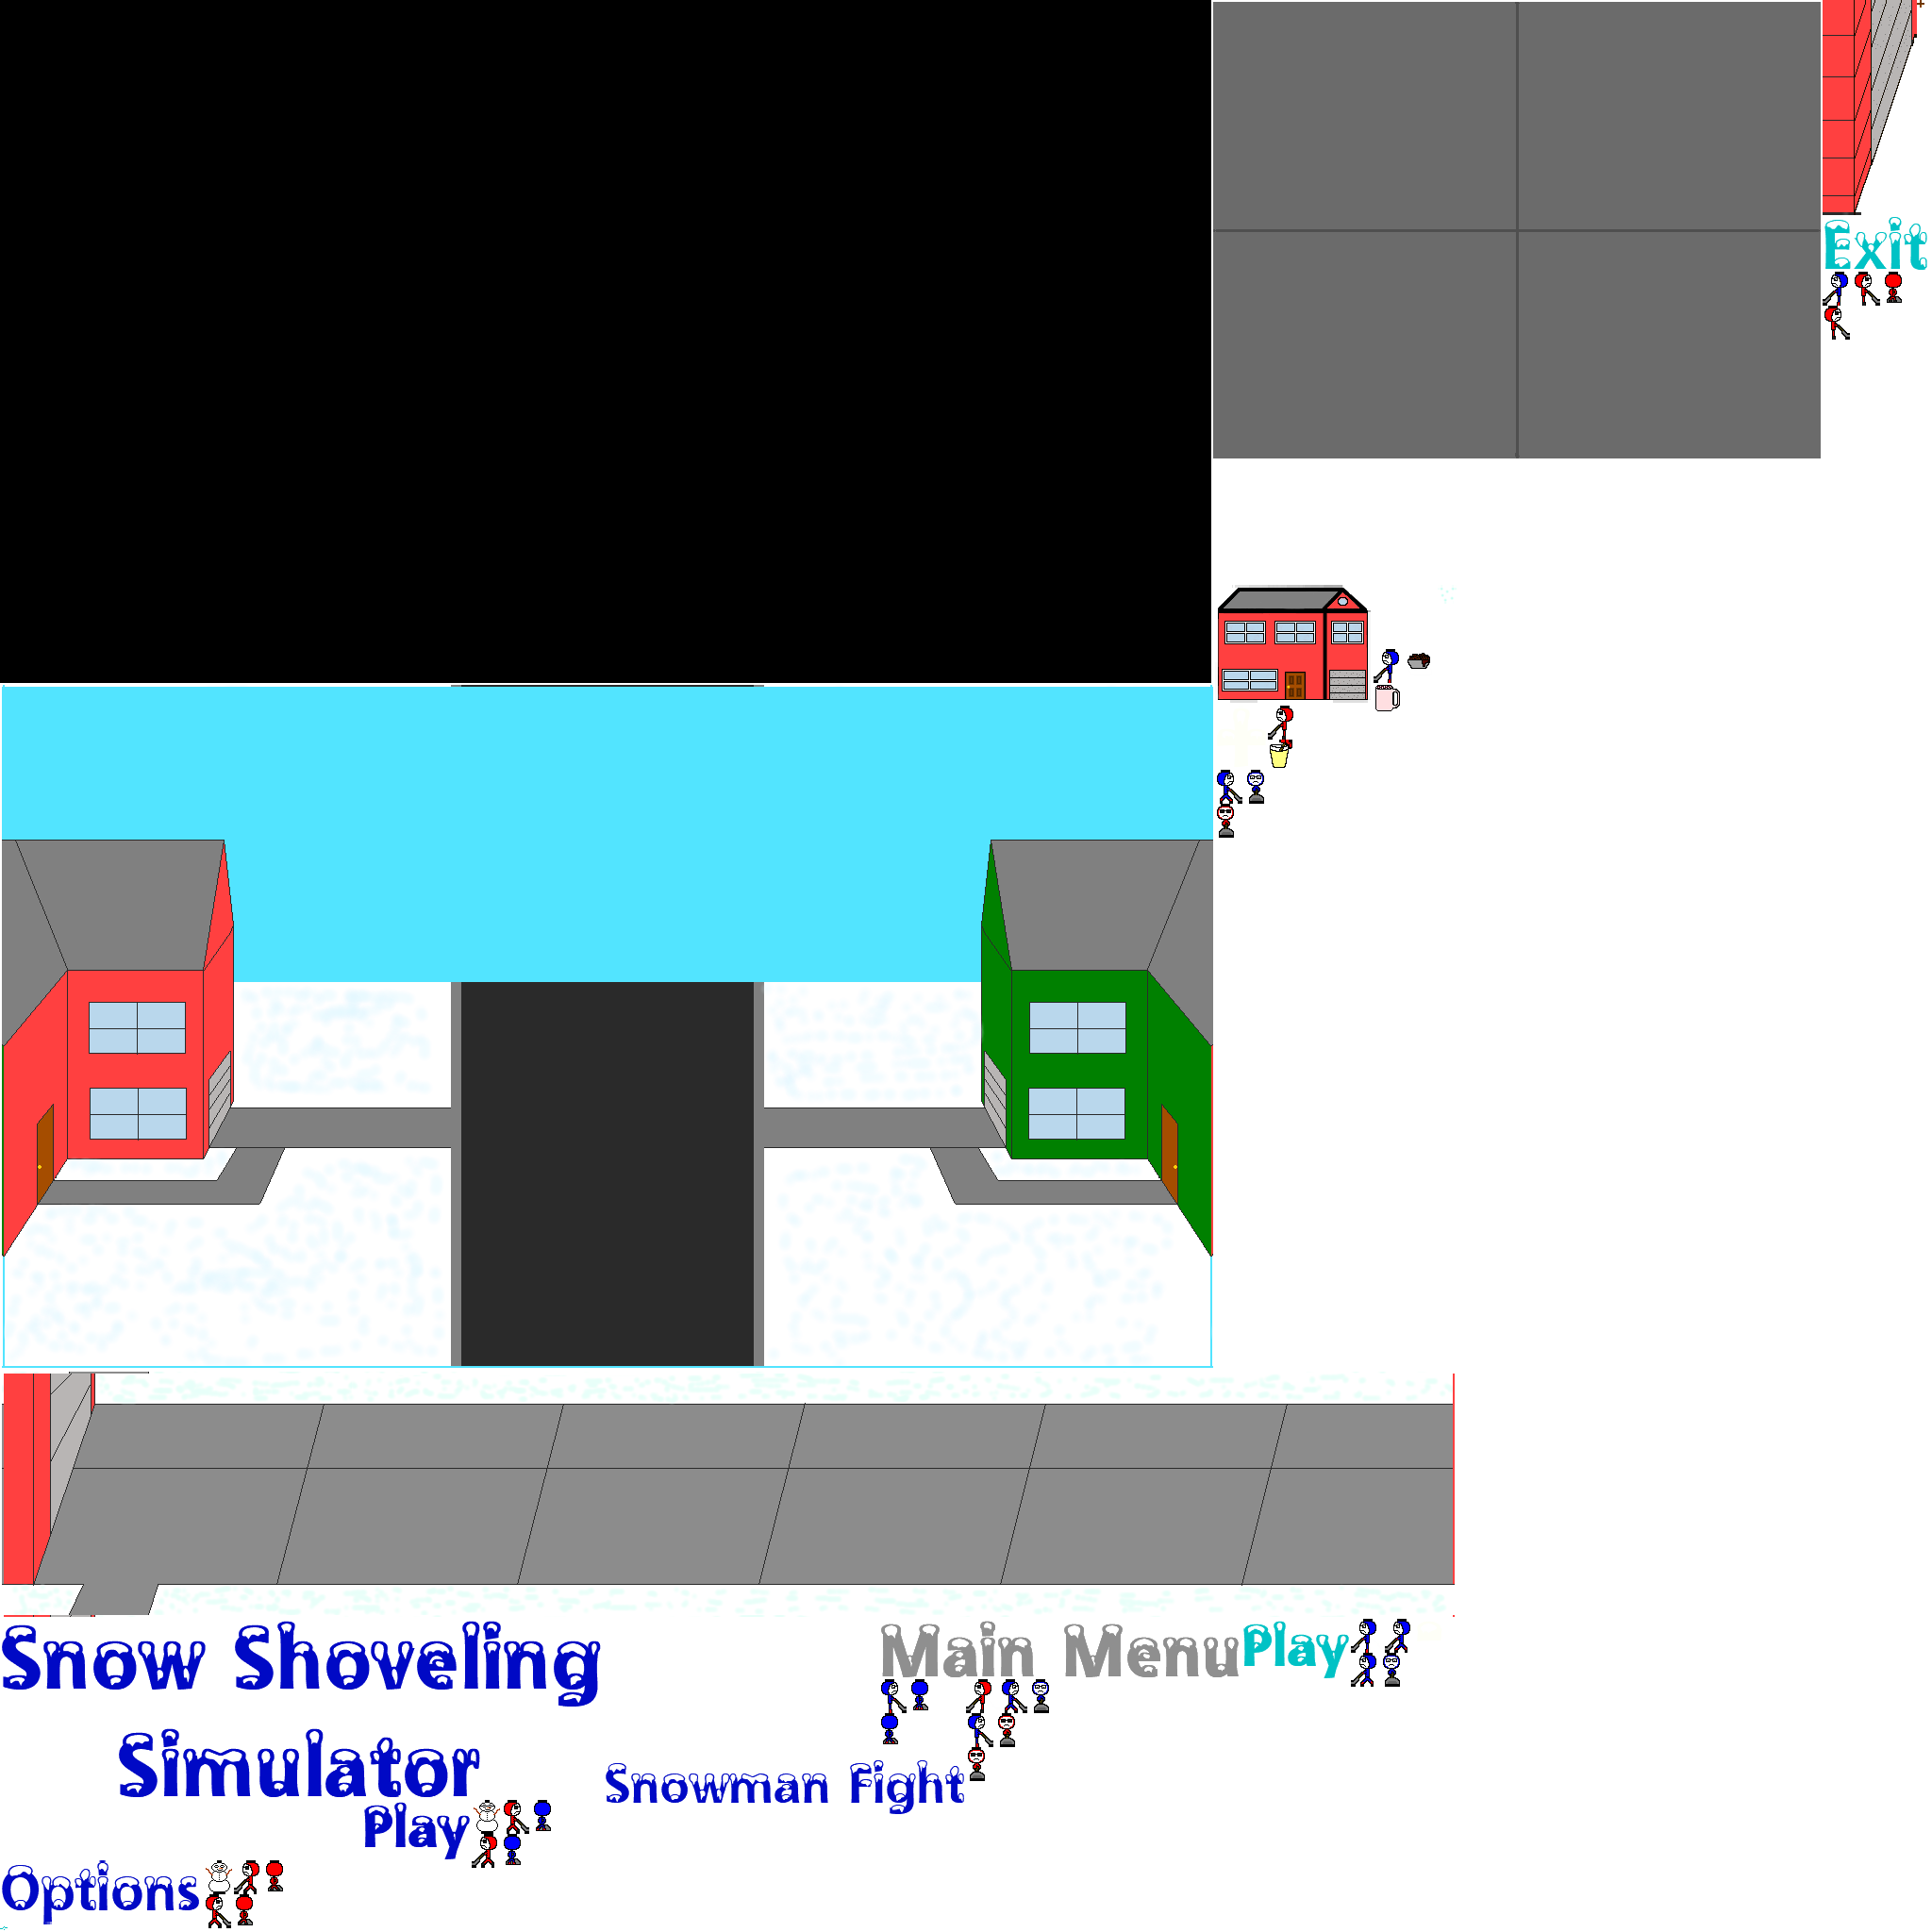 Exit
Snow Shoveling
Simulator
Main Menu
Play
Snowman Fight
Play
Options